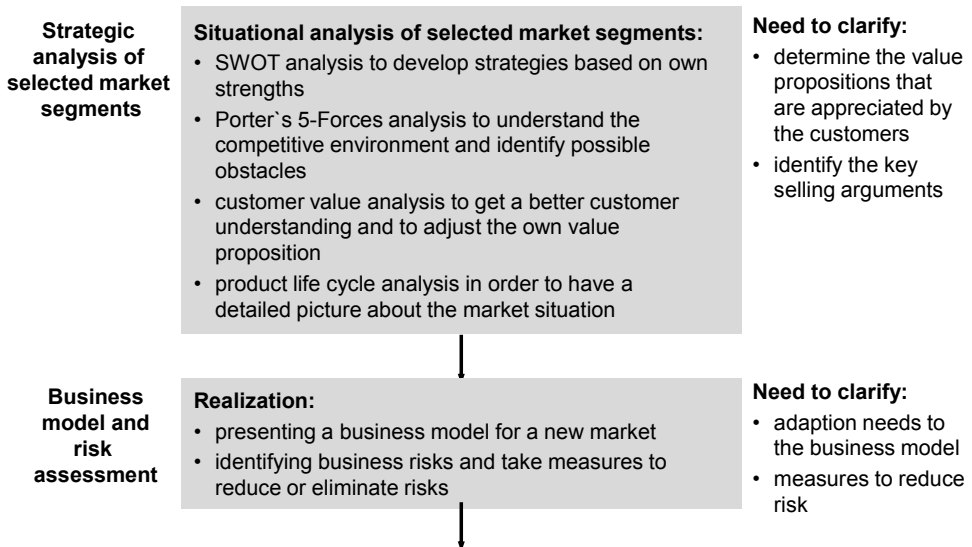 Strategic
analysis of
selected market
segments
Situational analysis of selected market segments:
• SWOT analysis to develop strategies based on own
strengths
• Porter`s 5-Forces analysis to understand the
competitive environment and identify possible
obstacles
• customer value analysis to get a better customer
understanding and to adjust the own value
proposition
• product life cycle analysis in order to have a
detailed picture about the market situation
Need to clarify:
• determine the value
propositions that
are appreciated by
the customers
• identify the key
selling arguments
Business
model and
risk
assessment
Realization:
• presenting a business model for a new market
• identifying business risks and take measures to
reduce or eliminate risks
Need to clarify:
• adaption needs to
the business model
• measures to reduce
risk